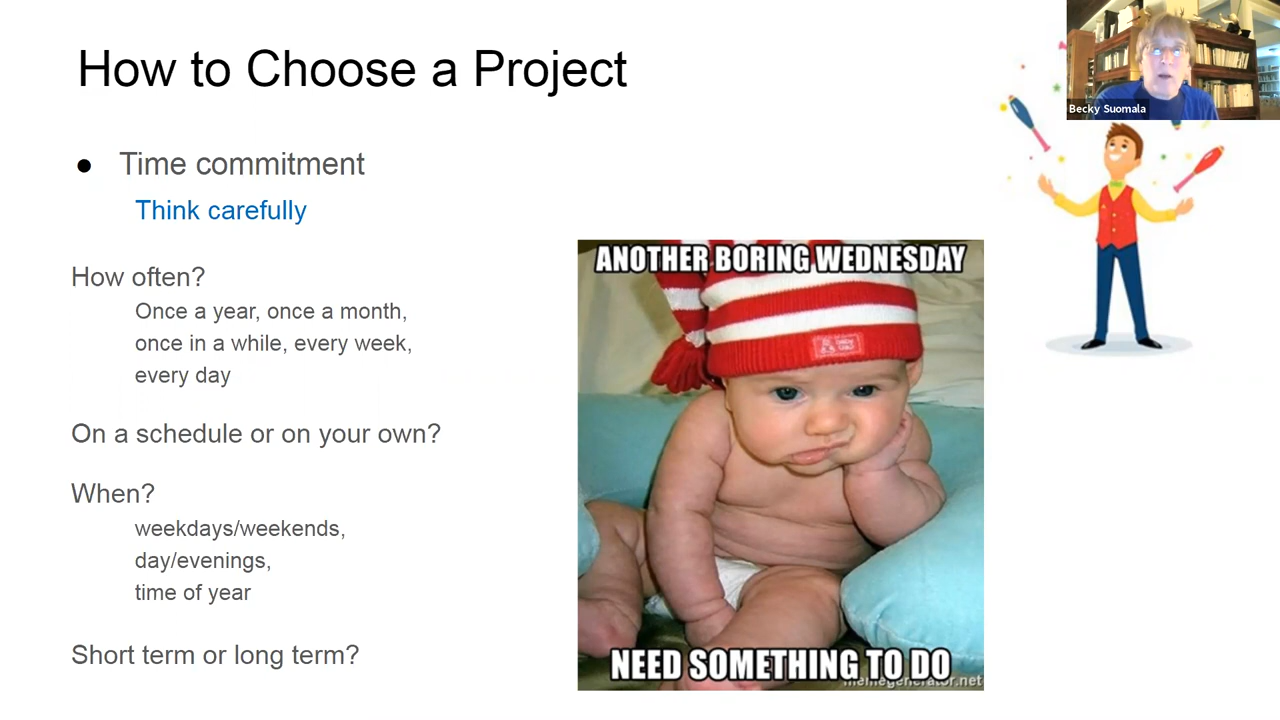 How to Choose a Project
Becky Suomala
● Time commitment
Think carefully
How often?
Once a year, once a month,
once in a while, every week,
every day
On a schedule or on your own?
When?
weekdays/weekends,
day/evenings,
time of year
Short term or long term?
ANOTHER BORING WEDNESDAY
NEED SOMETHING TO DO
memegenerator.net